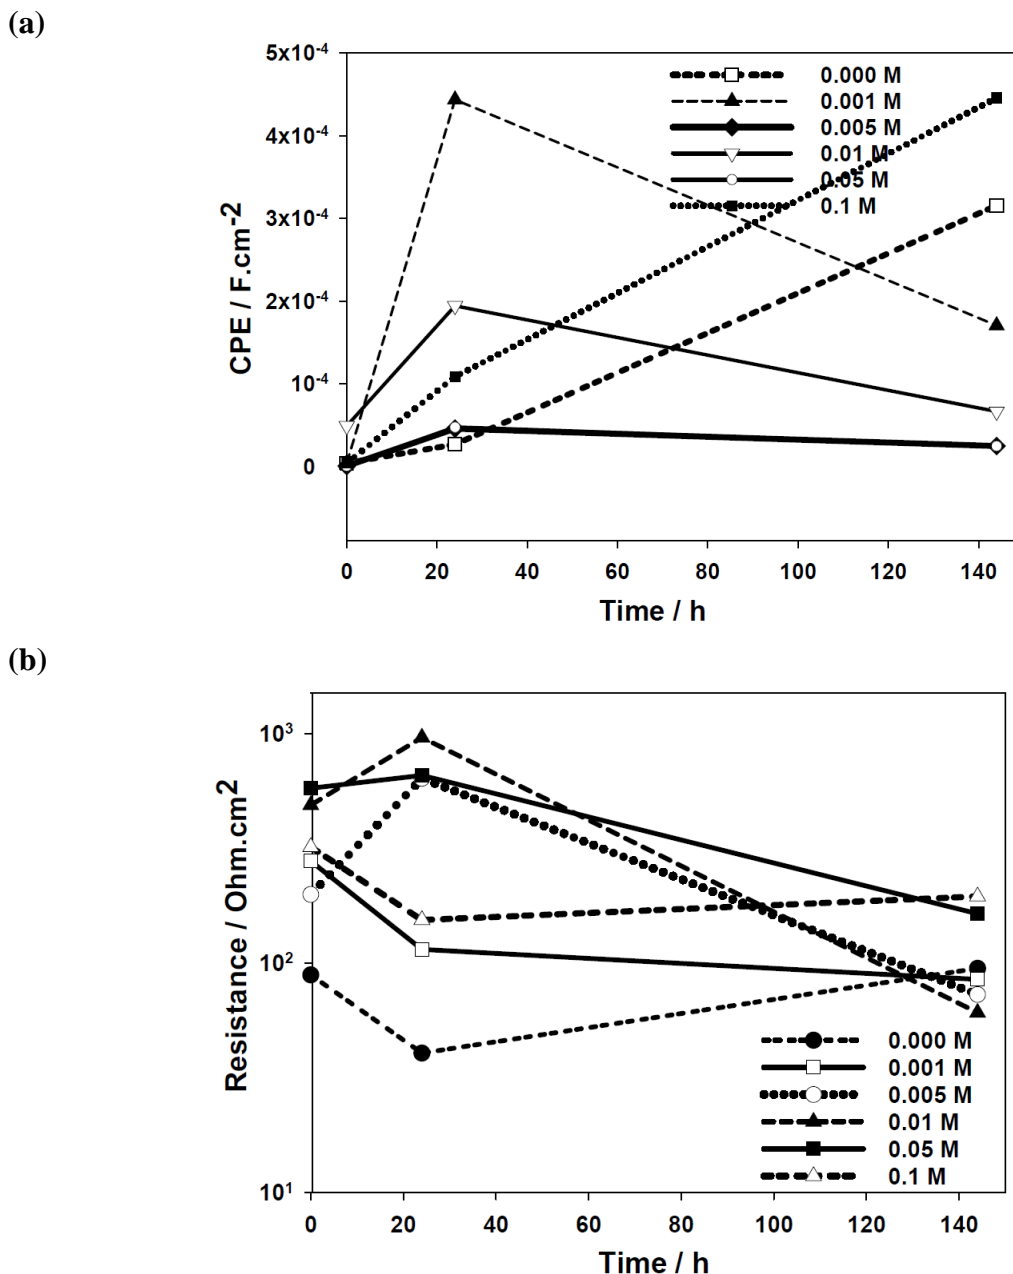 (a)
5x10-4
4x10-4
3x10-4
2x10-4
10-4
0
CPE / F.cm-2
0.000 M
0.001 M
0.005 M
0.01 M
0.05 M
0.1 M
0 20 40 60 80 100 120 140
Time / h
(b)
10³
10²
10¹
Resistance / Ohm.cm2
0.000 M
0.001 M
0.005 M
0.01 M
0.05 M
0.1 M
0 20 40 60 80 100 120 140
Time / h